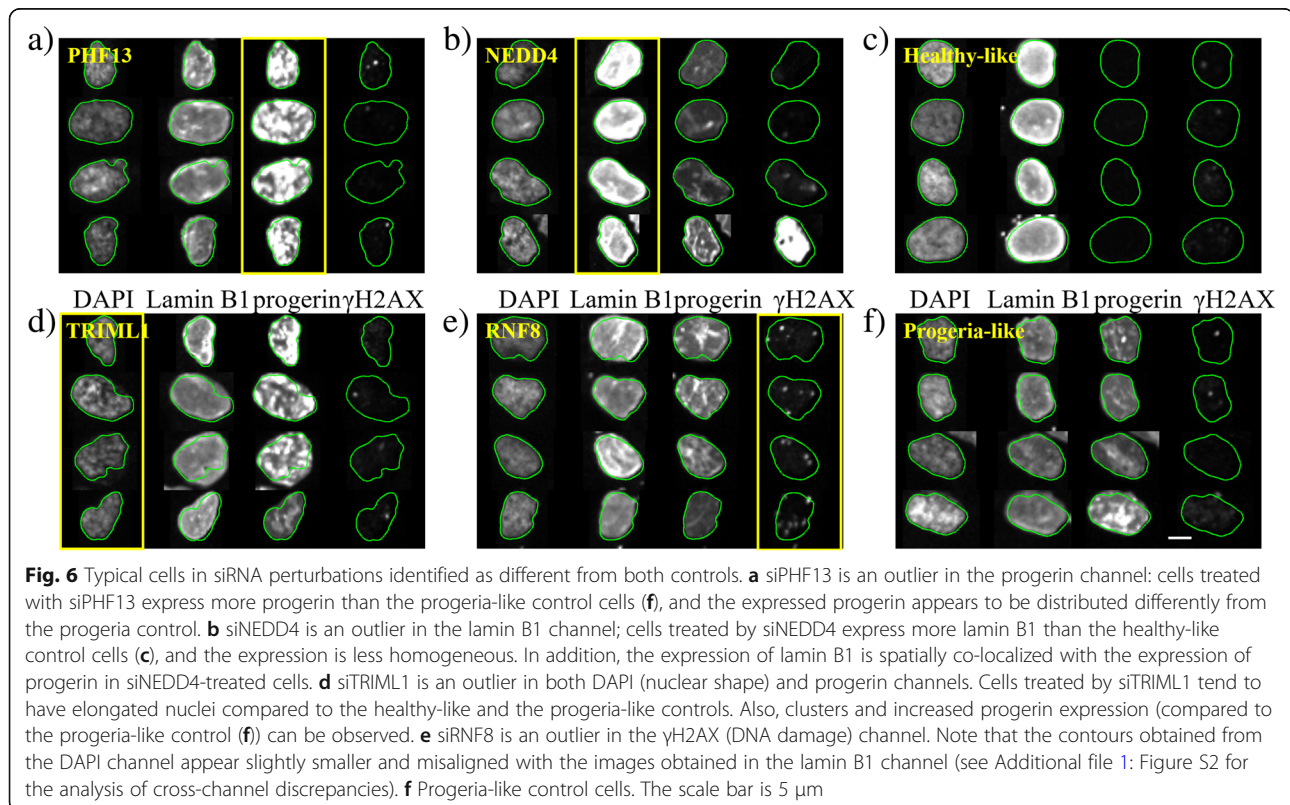 a) PHF13 b) NEDD4 c) Healthy-like
DAPI Lamin B1 progerin γH2AX DAPI Lamin B1 progerin γH2AX DAPI Lamin B1 progerin γH2AX
d) TRIML1 e) RNF8 f) Progeria-like
Fig. 6 Typical cells in siRNA perturbations identified as different from both controls. a siPHF13 is an outlier in the progerin channel: cells treated
with siPHF13 express more progerin than the progeria-like control cells (f), and the expressed progerin appears to be distributed differently from
the progeria control. b siNEDD4 is an outlier in the lamin B1 channel; cells treated by siNEDD4 express more lamin B1 than the healthy-like
control cells (c), and the expression is less homogeneous. In addition, the expression of lamin B1 is spatially co-localized with the expression of
progerin in siNEDD4-treated cells. d siTRIML1 is an outlier in both DAPI (nuclear shape) and progerin channels. Cells treated by siTRIML1 tend to
have elongated nuclei compared to the healthy-like and the progeria-like controls. Also, clusters and increased progerin expression (compared to
the progeria-like control (f)) can be observed. e siRNF8 is an outlier in the γH2AX (DNA damage) channel. Note that the contours obtained from
the DAPI channel appear slightly smaller and misaligned with the images obtained in the lamin B1 channel (see Additional file 1: Figure S2 for
the analysis of cross-channel discrepancies). f Progeria-like control cells. The scale bar is 5 μm